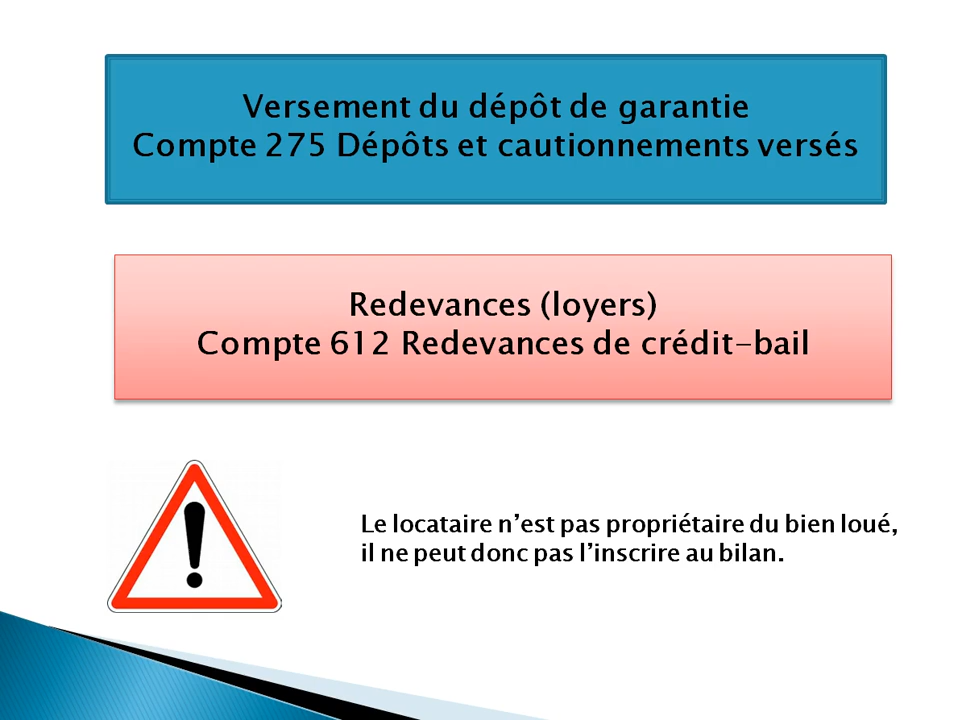 Versement du dépôt de garantie
Compte 275 Dépôts et cautionnements versés
Redevances (loyers)
Compte 612 Redevances de crédit-bail
Le locataire n’est pas propriétaire du bien loué,
il ne peut donc pas l’inscrire au bilan.